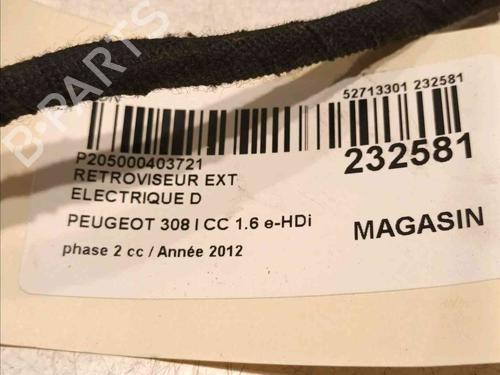 B-PARTS
52713301 232581
P205000403721
232581
RETROVISEUR EXT
ELECTRIQUE D
PEUGEOT 308 I CC 1.6 e-HDi
MAGASIN
phase 2 cc / Année 2012